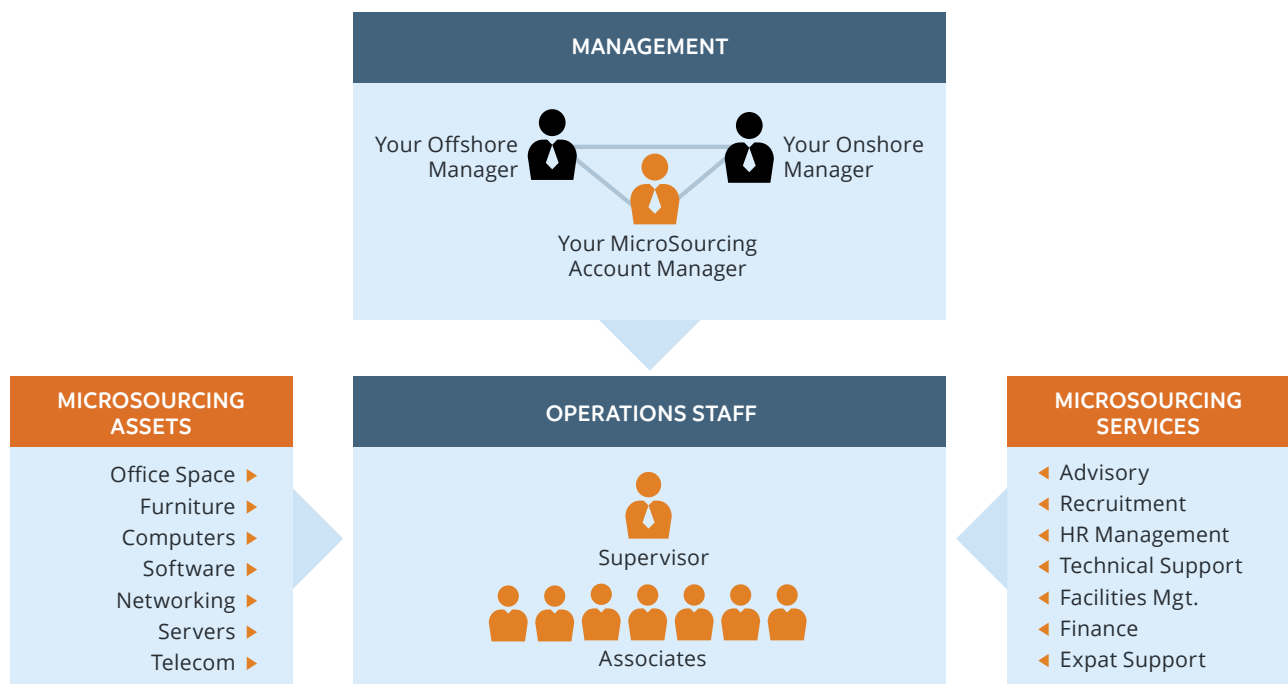 MANAGEMENT
Your Offshore
Manager
Your Onshore
Manager
Your MicroSourcing
Account Manager
MICROSOURCING
ASSETS
Office Space
Furniture
Computers
Software
Networking
Servers
Telecom
OPERATIONS STAFF
Supervisor
Associates
MICROSOURCING
SERVICES
Advisory
Recruitment
HR Management
Technical Support
Facilities Mgt.
Finance
Expat Support